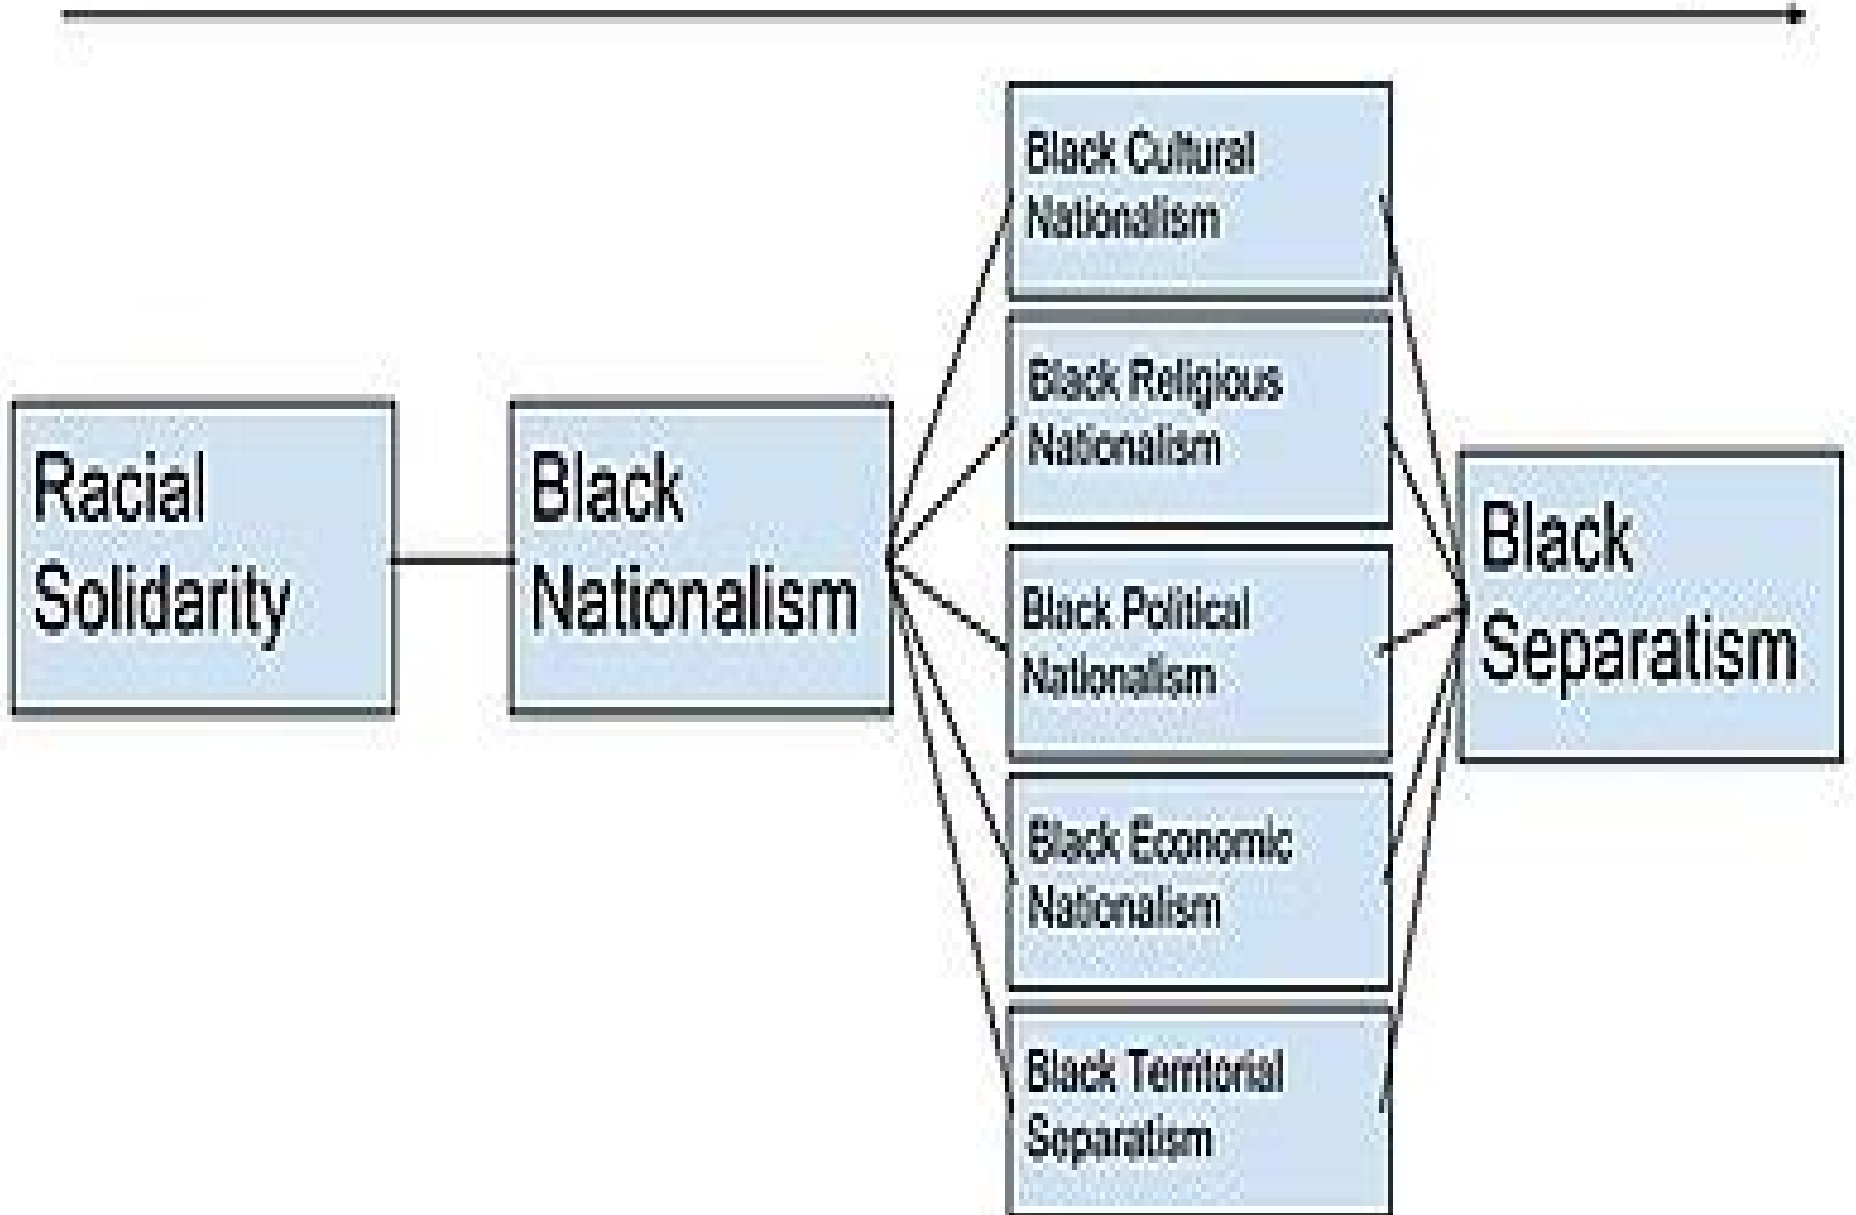 Racial
Solidarity
Black
Nationalism
Black Cultural
Nationalism
Black Religious
Nationalism
Black Political
Nationalism
Black Economic
Nationalism
Black Territorial
Separatism
Black
Separatism